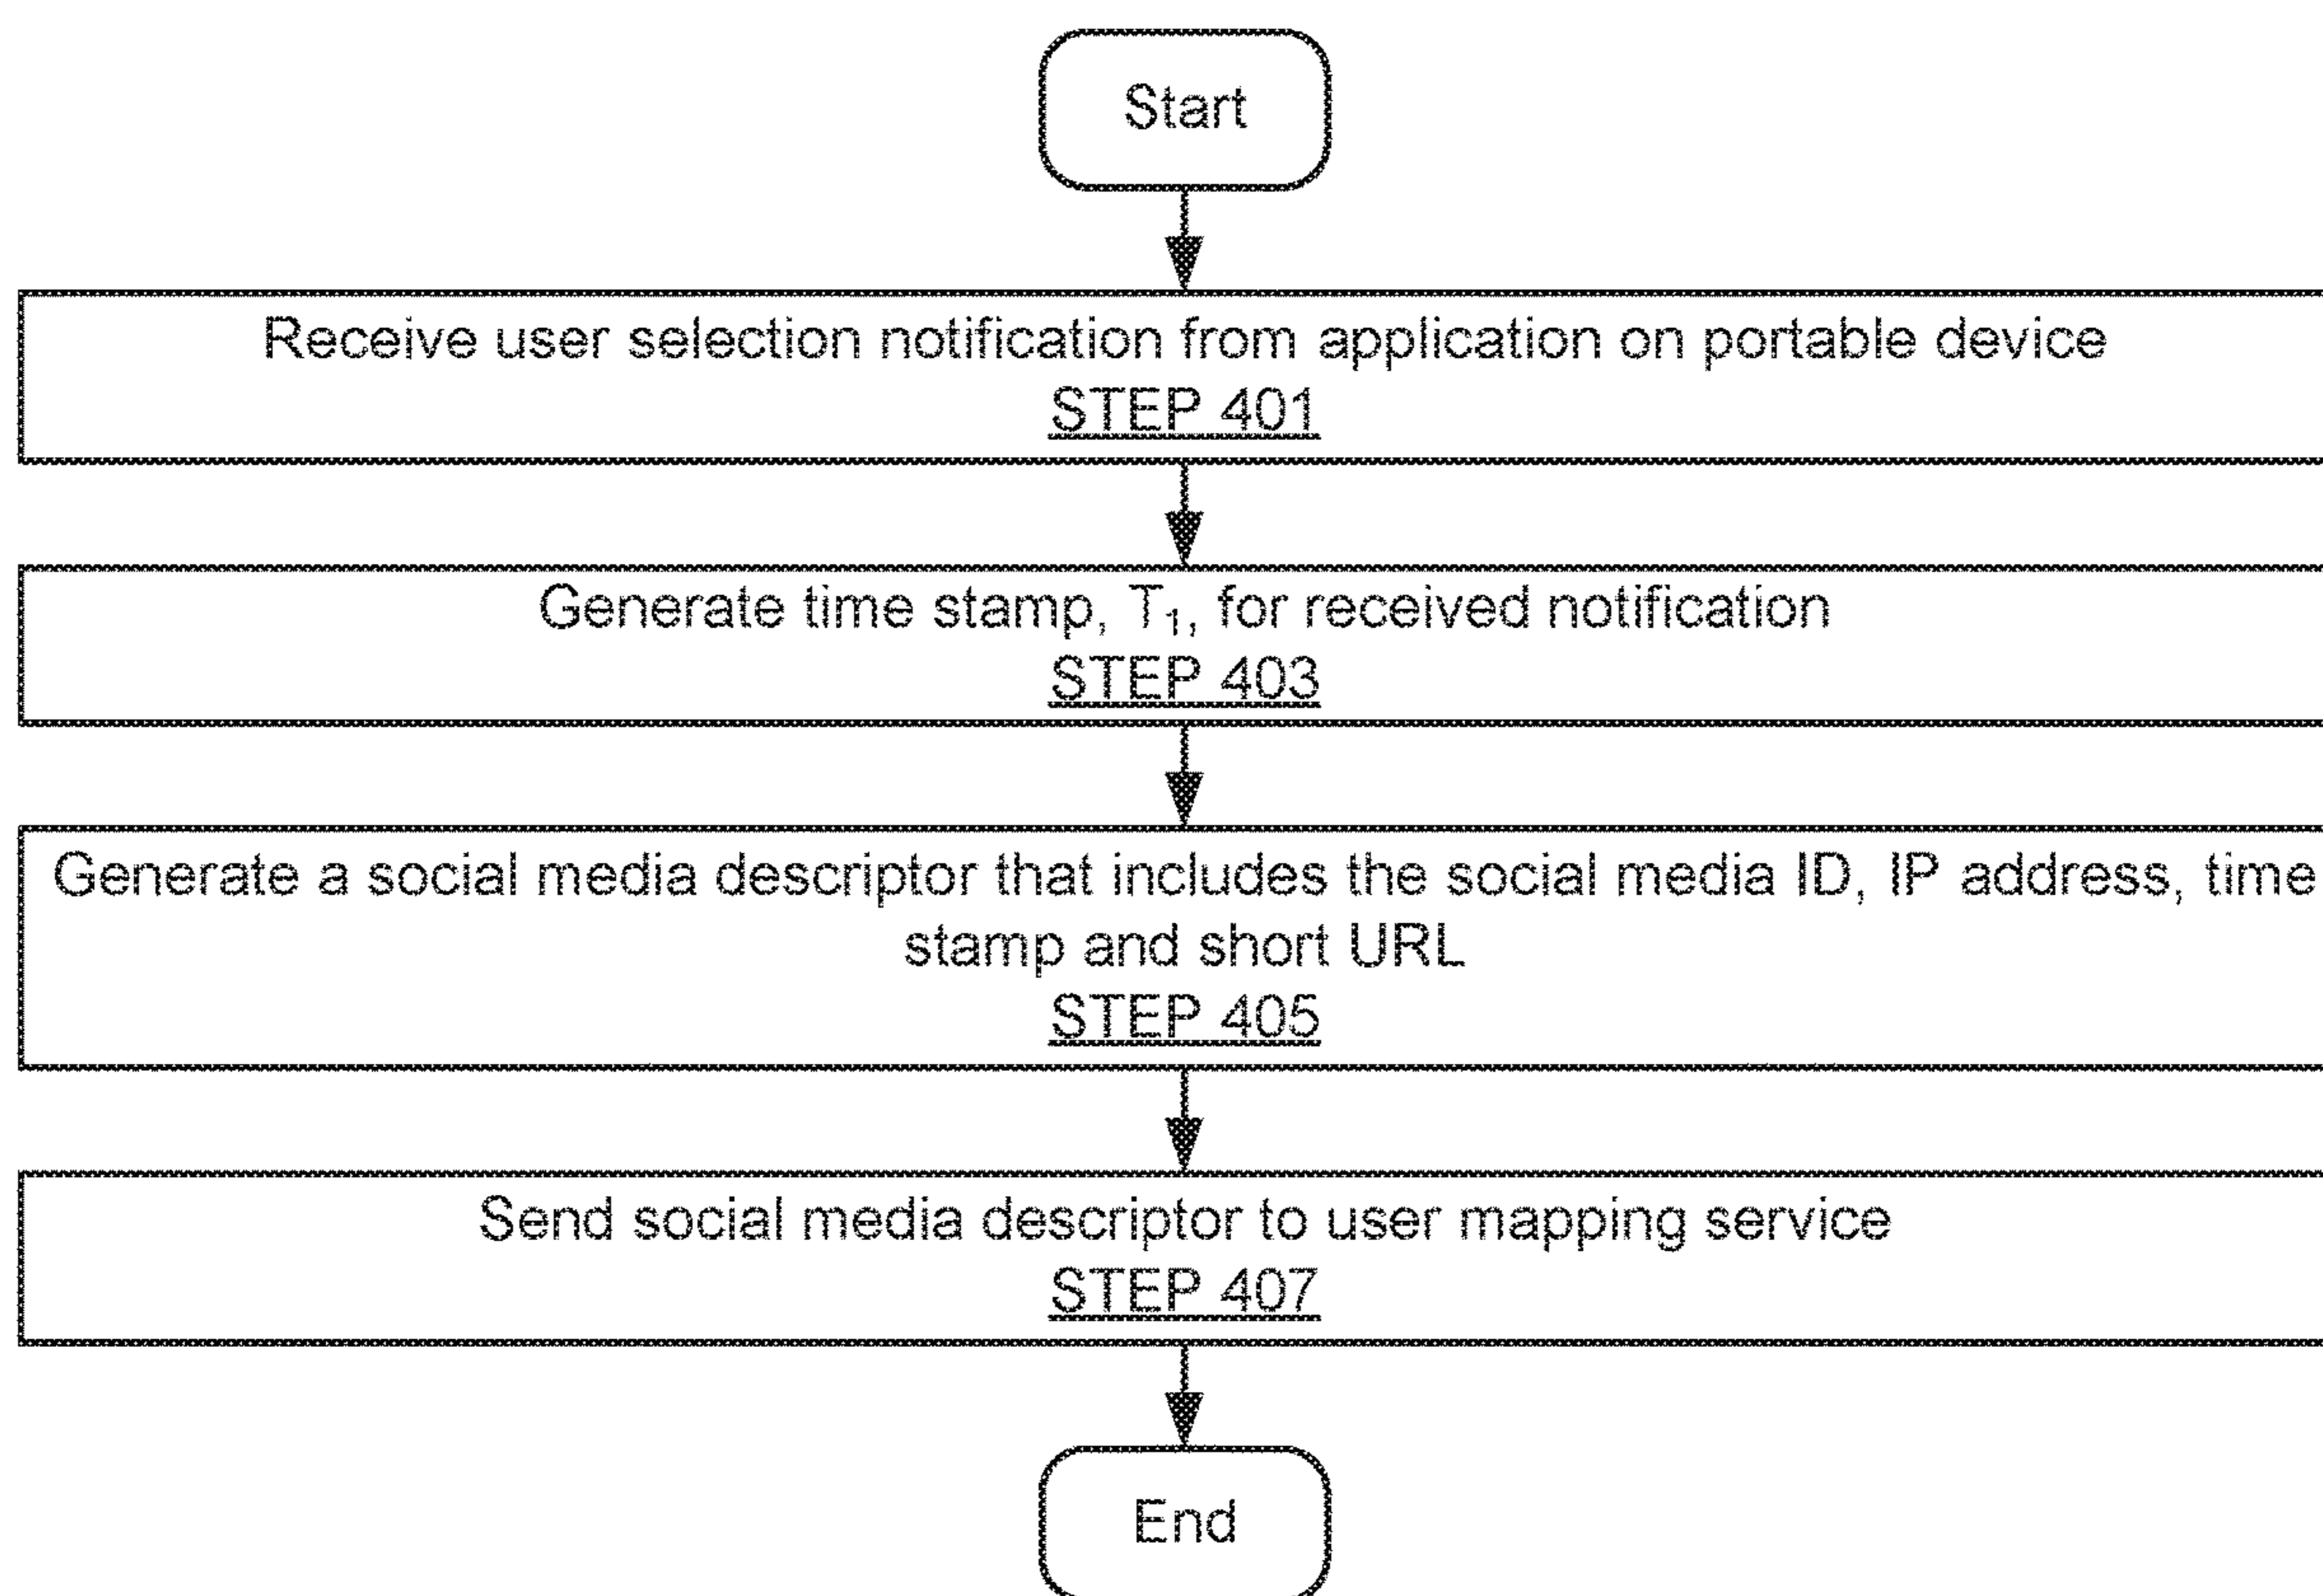 Start
Receive user selection notification from application on portable device
STEP 401
Generate time stamp, T₁, for received notification
STEP 403
Generate a social media descriptor that includes the social media ID, IP address, time
stamp and short URL
STEP 405
Send social media descriptor to user mapping service
STEP 407
End